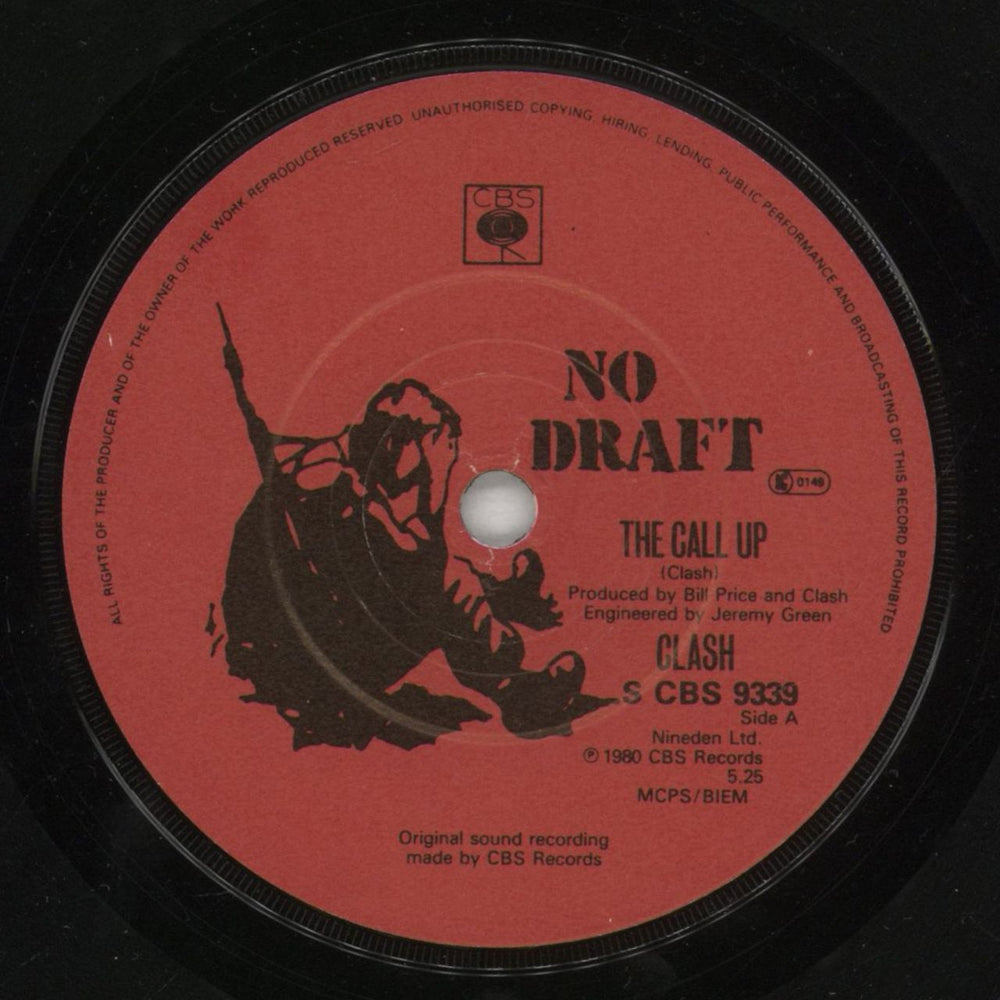 ALL RIGHTS OF THE PRODUCER AND OF THE OWNER OF THE WORK REPRODUCED RESERVED UNAUTHORISED COPYING, HIRING, LENDING, PUBLIC PERFORMANCE AND BROADCASTING OF THIS RECORD PROHIBITED
CBS
NO
DRAFT
0149
THE CALL UP
(Clash)
Produced by Bill Price and Clash
Engineered by Jeremy Green
CLASH
S CBS 9339
Side A
Nineden Ltd.
℗ 1980 CBS Records
5.25
MCPS/BIEM
Original sound recording
made by CBS Records